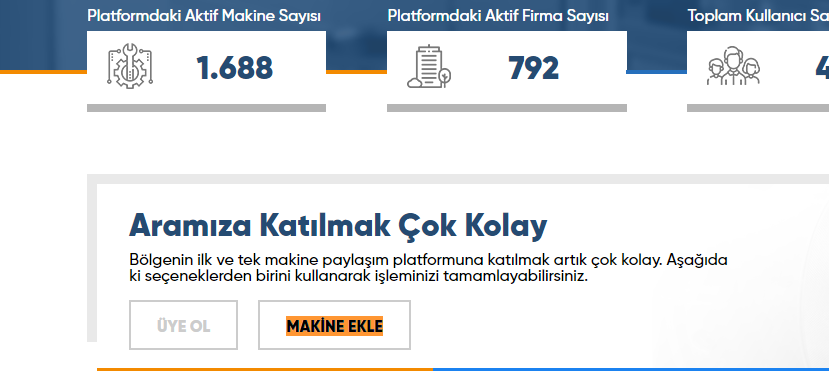 Platformdaki Aktif Makine Sayısı
Platformdaki Aktif Firma Sayısı
Toplam Kullanıcı
1.688
792
Aramıza Katılmak Çok Kolay
Bölgenin ilk ve tek makine paylaşım platformuna katılmak artık çok kolay. Aşağıda
ki seçeneklerden birini kullanarak işleminizi tamamlayabilirsiniz.
ÜYE OL
MAKİNE EKLE